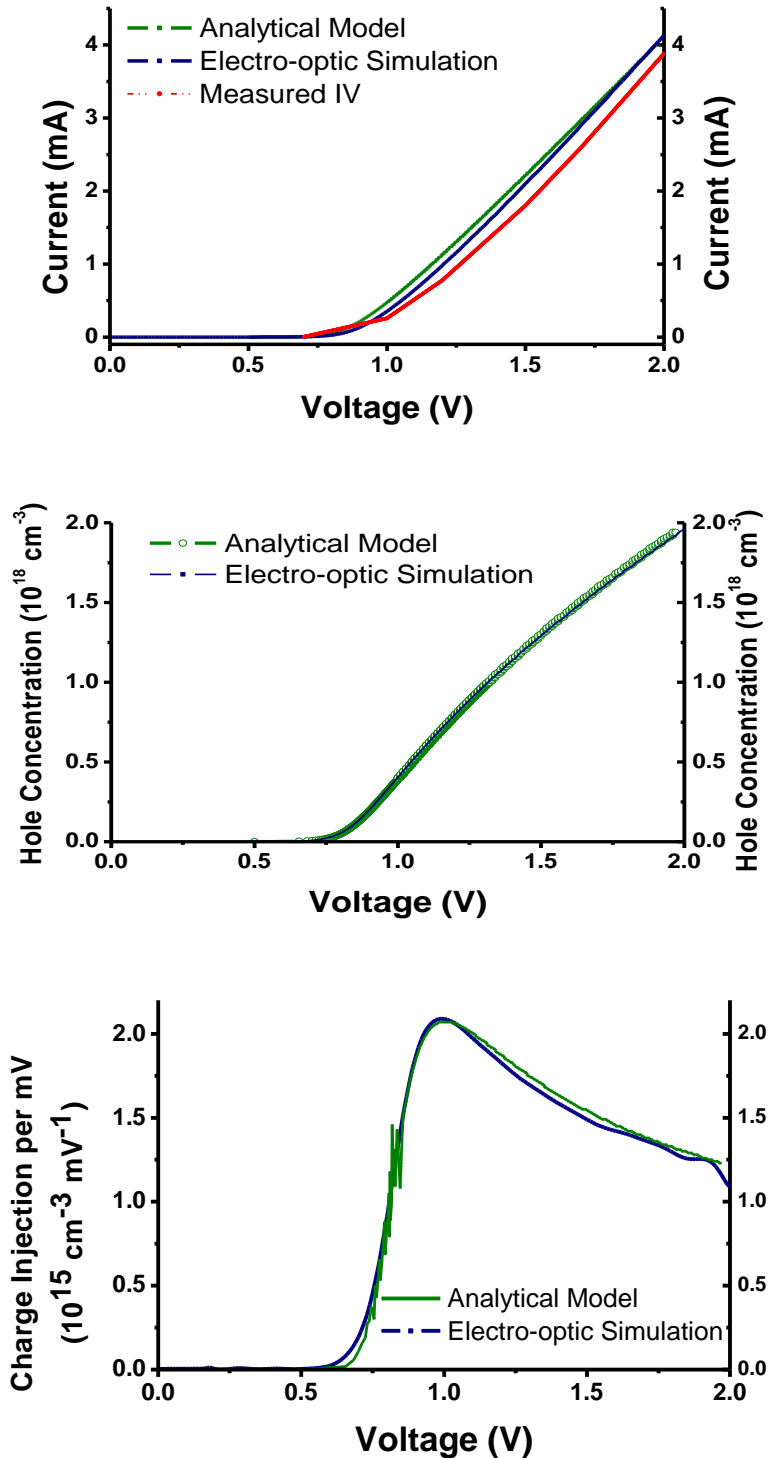 Analytical Model
Electro-optic Simulation
Measured IV
4
3
2
1
0
4
3
2
1
0
Current (mA)
Current (mA)
0.0 0.5 1.0 1.5 2.0
Voltage (V)
Analytical Model
Electro-optic Simulation
2.0
1.5
1.0
0.5
0.0
2.0
1.5
1.0
0.5
0.0
Hole Concentration (10^18 cm^-3)
Hole Concentration (10^18 cm^-3)
0.0 0.5 1.0 1.5 2.0
Voltage (V)
2.0
1.5
1.0
0.5
0.0
2.0
1.5
1.0
0.5
0.0
Charge Injection per mV
(10^15 cm^-3 mV^-1)
Analytical Model
Electro-optic Simulation
0.0 0.5 1.0 1.5 2.0
Voltage (V)